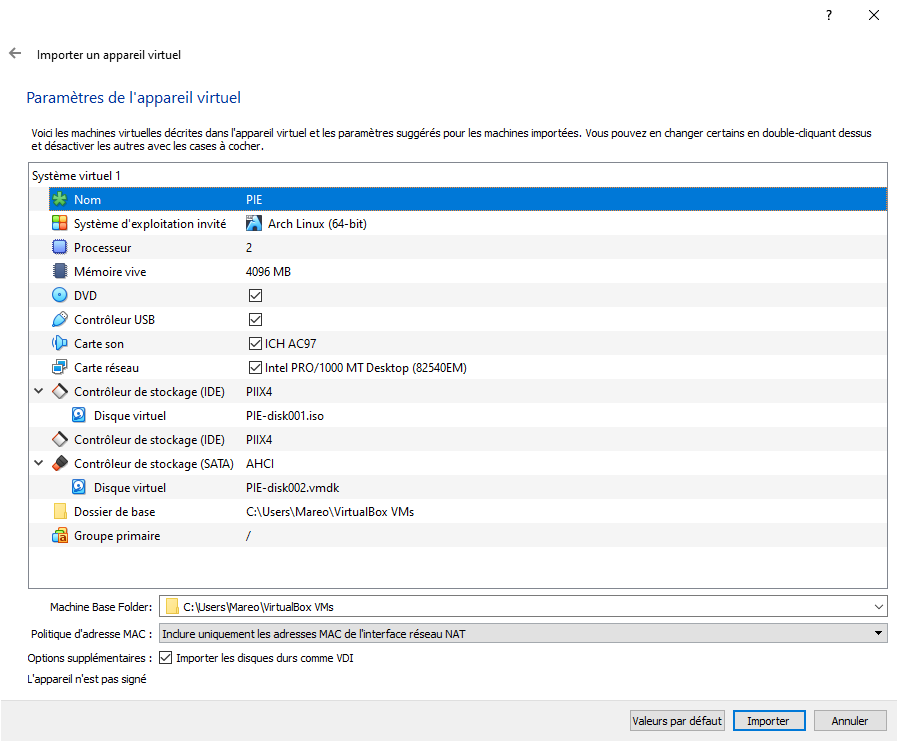 ?
Importer un appareil virtuel
Paramètres de l'appareil virtuel
Voici les machines virtuelles décrites dans l'appareil virtuel et les paramètres suggérés pour les machines importées. Vous pouvez en changer certains en double-cliquant dessus
et désactiver les autres avec les cases à cocher.
Système virtuel 1
Nom PIE
Système d'exploitation invité Arch Linux (64-bit)
Processeur 2
Mémoire vive 4096 MB
DVD
Contrôleur USB
Carte son ICH AC97
Carte réseau Intel PRO/1000 MT Desktop (82540EM)
Contrôleur de stockage (IDE) PIIX4
Disque virtuel PIE-disk001.iso
Contrôleur de stockage (IDE) PIIX4
Contrôleur de stockage (SATA) AHCI
Disque virtuel PIE-disk002.vmdk
Dossier de base C:\Users\Mareo\VirtualBox VMs
Groupe primaire /
Machine Base Folder: C:\Users\Mareo\VirtualBox VMs
Politique d'adresse MAC : Inclure uniquement les adresses MAC de l'interface réseau NAT
Options supplémentaires : Importer les disques durs comme VDI
L'appareil n'est pas signé
Valeurs par défaut Importer Annuler